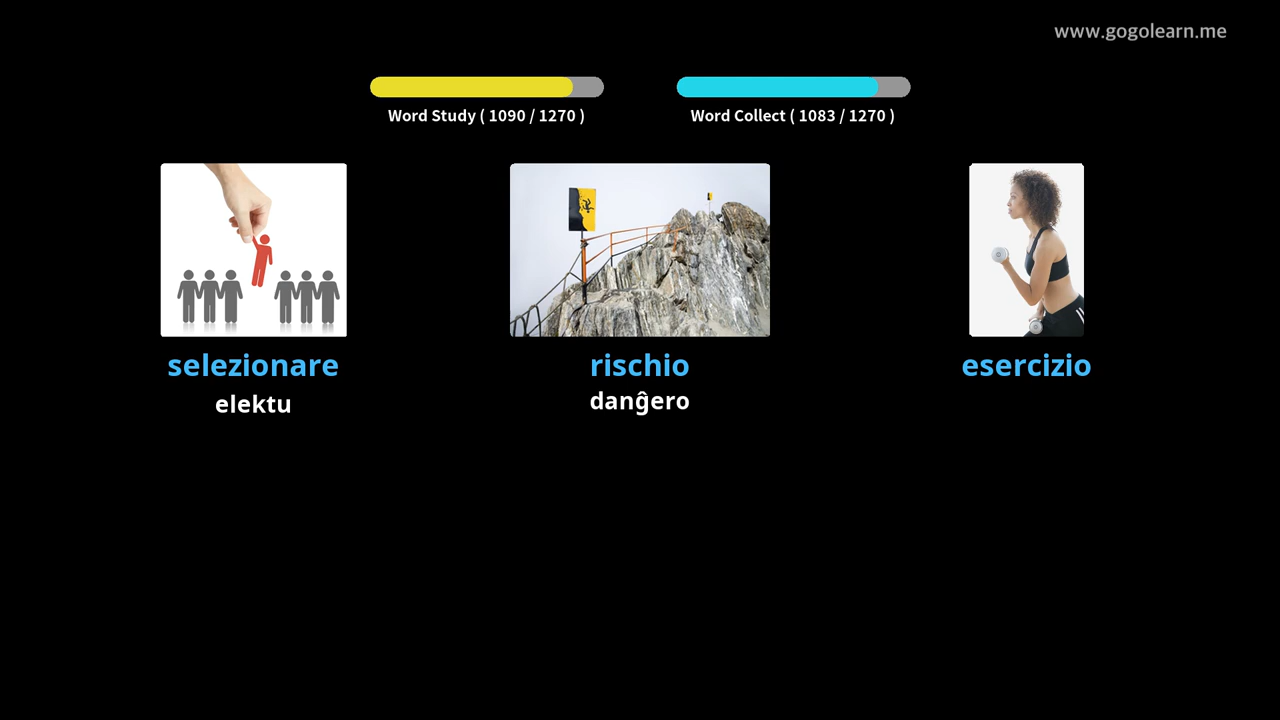 www.gogolearn.me
Word Study ( 1090 / 1270 )
Word Collect ( 1083 / 1270 )
selezionare
elektu
rischio
danĝero
esercizio